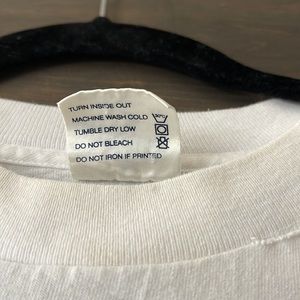 TURN INSIDE OUT
MACHINE WASH COLD
TUMBLE DRY LOW
DO NOT BLEACH
DO NOT IRON IF PRINTED